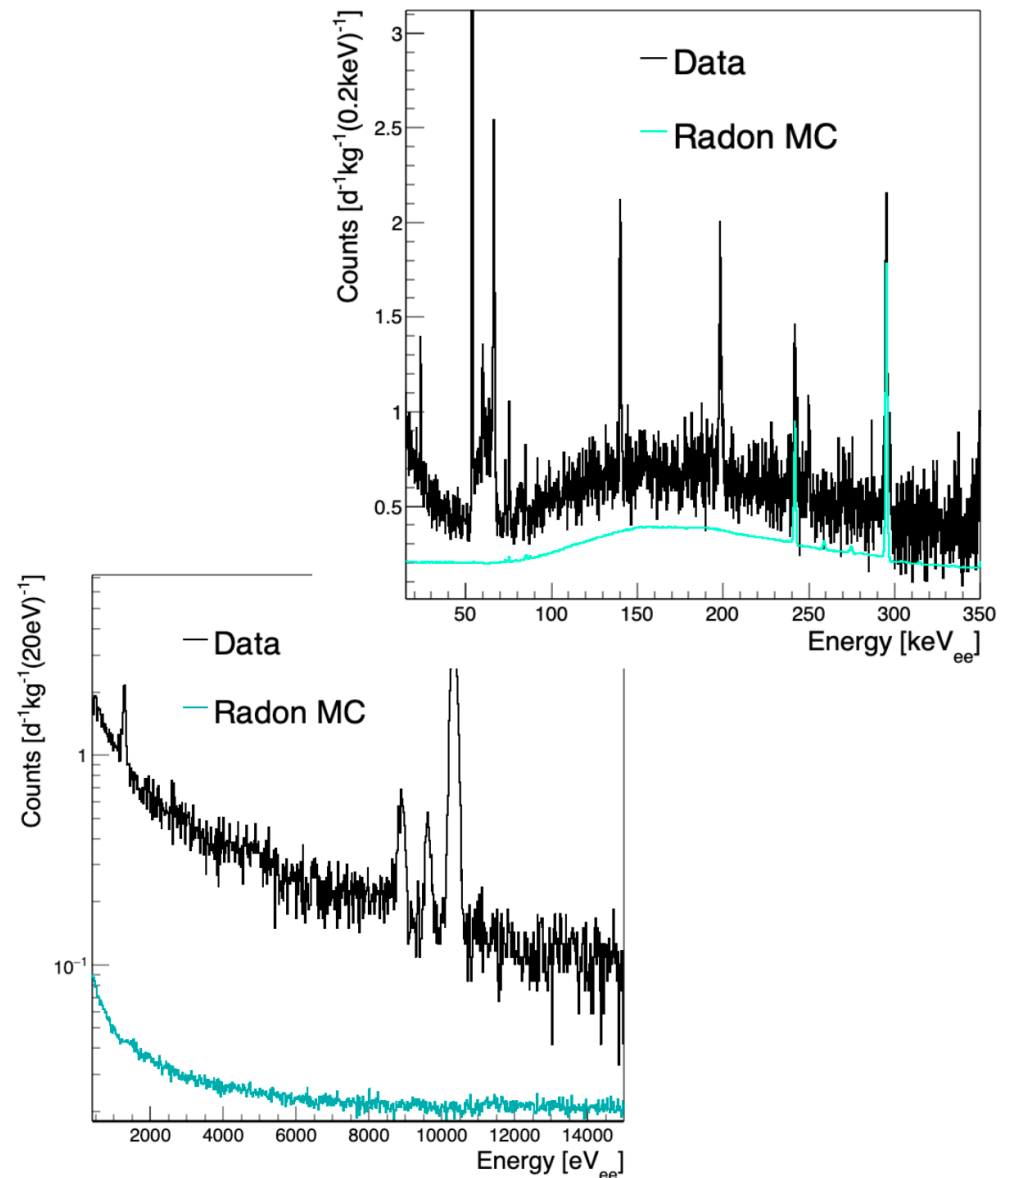 Counts [d⁻¹kg⁻¹(0.2keV)⁻¹]
3
2.5
2
1.5
1
0.5
Data
Radon MC
50 100 150 200 250 300 350
Energy [keVₑₑ]
Counts [d⁻¹kg⁻¹(20eV)⁻¹]
1
10⁻¹
Data
Radon MC
2000 4000 6000 8000 10000 12000 14000
Energy [eVₑₑ]